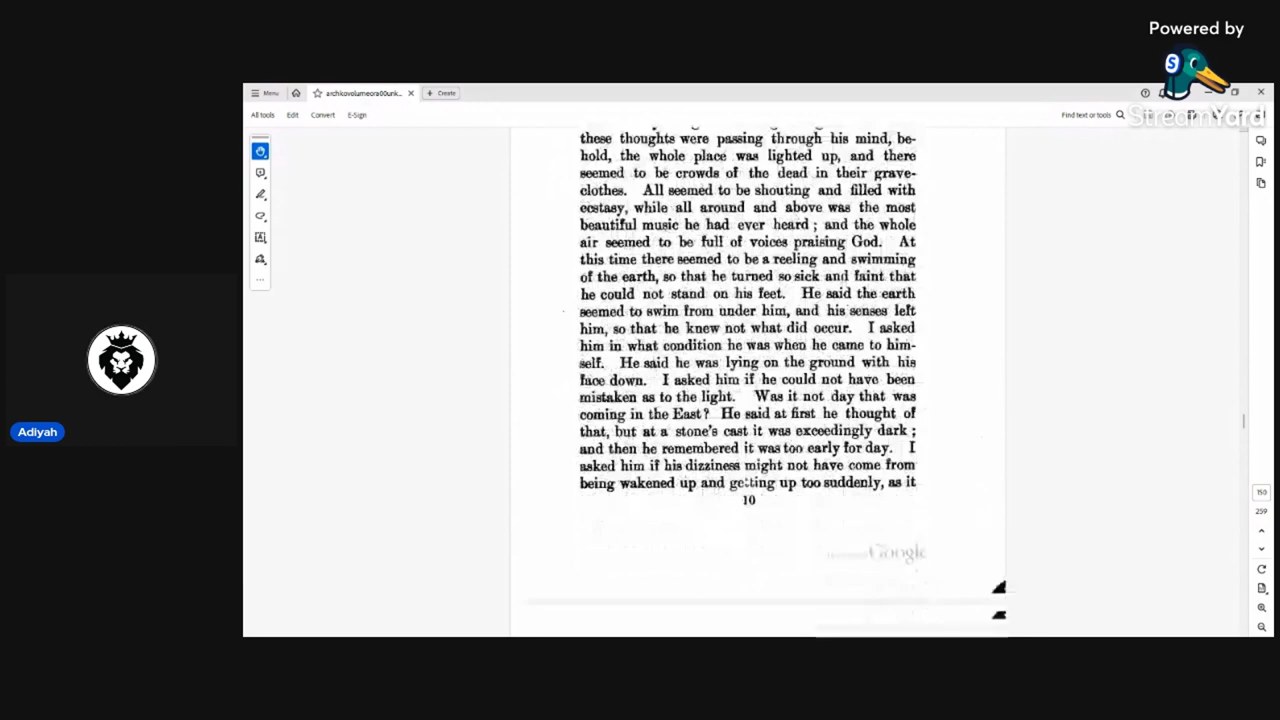 Powered by
S
StreamYard
Menu
archkovolumeora00unk...
Create
All tools
Edit
Convert
E-Sign
Find text or tools
these thoughts were passing through his mind, be-
hold, the whole place was lighted up, and there
seemed to be crowds of the dead in their grave-
clothes. All seemed to be shouting and filled with
ecstasy, while all around and above was the most
beautiful music he had ever heard; and the whole
air seemed to be full of voices praising God. At
this time there seemed to be a reeling and swimming
of the earth, so that he turned so sick and faint that
he could not stand on his feet. He said the earth
seemed to swim from under him, and his senses left
him, so that he knew not what did occur. I asked
him in what condition he was when he came to him-
self. He said he was lying on the ground with his
face down. I asked him if he could not have been
mistaken as to the light. Was it not day that was
coming in the East? He said at first he thought of
that, but at a stone's cast it was exceedingly dark;
and then he remembered it was too early for day. I
asked him if his dizziness might not have come from
being wakened up and getting up too suddenly, as it
10
Google
150
259
Adiyah